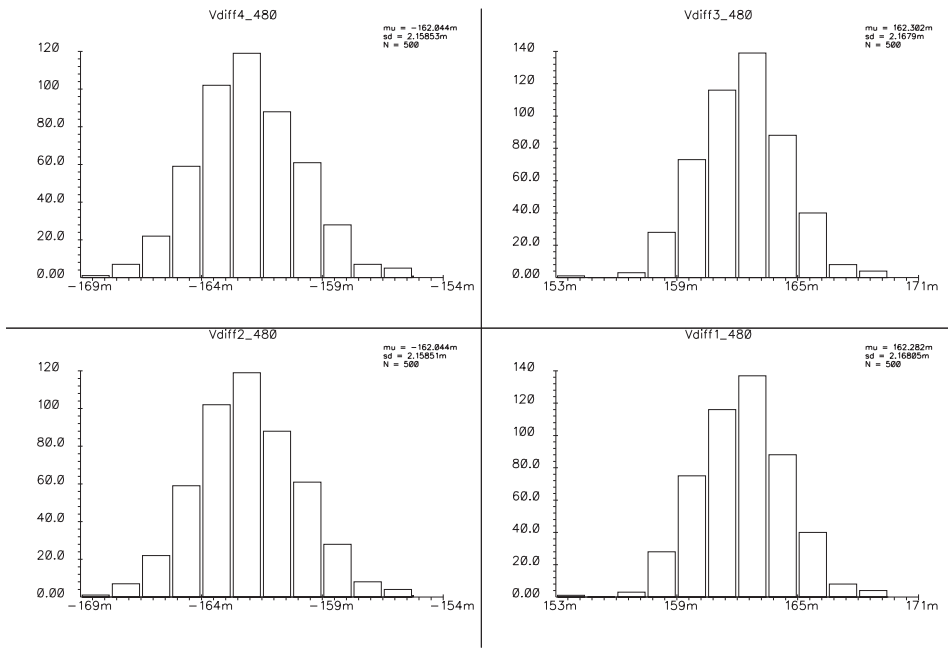 Vdiff4_480
mu = -162.044m
sd = 2.15853m
N = 500
120
100
80.0
60.0
40.0
20.0
0.00
-169m -164m -159m -154m
Vdiff3_480
mu = 162.302m
sd = 2.1679m
N = 500
140
120
100
80.0
60.0
40.0
20.0
0.00
153m 159m 165m 171m
Vdiff2_480
mu = -162.044m
sd = 2.15851m
N = 500
120
100
80.0
60.0
40.0
20.0
0.00
-169m -164m -159m -154m
Vdiff1_480
mu = 162.282m
sd = 2.16805m
N = 500
140
120
100
80.0
60.0
40.0
20.0
0.00
153m 159m 165m 171m